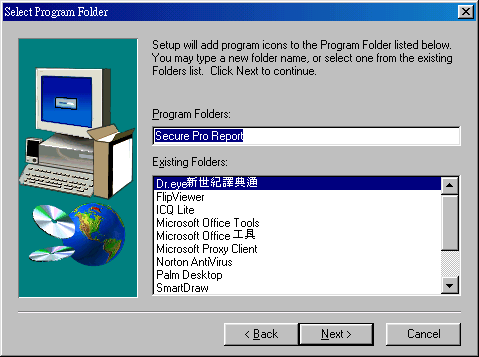 Select Program Folder
Setup will add program icons to the Program Folder listed below.
You may type a new folder name, or select one from the existing
Folders list. Click Next to continue.
Program Folders:
Secure Pro Report
Existing Folders:
Dr.eye新世紀譯典通
FlipViewer
ICQ Lite
Microsoft Office Tools
Microsoft Office 工具
Microsoft Proxy Client
Norton AntiVirus
Palm Desktop
SmartDraw
< Back
Next >
Cancel